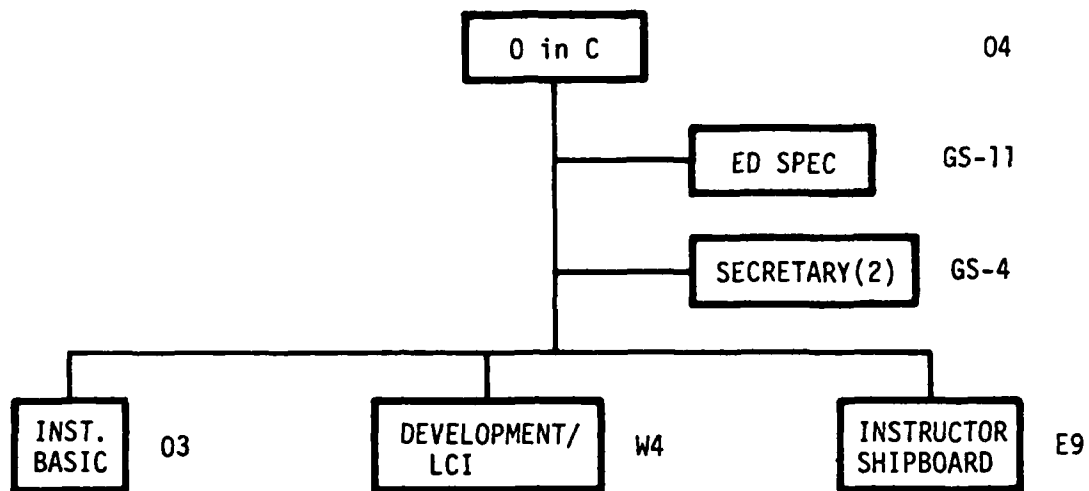 O in C
O4
ED SPEC
GS-11
SECRETARY(2)
GS-4
INST.
BASIC
O3
DEVELOPMENT/
LCI
W4
INSTRUCTOR
SHIPBOARD
E9